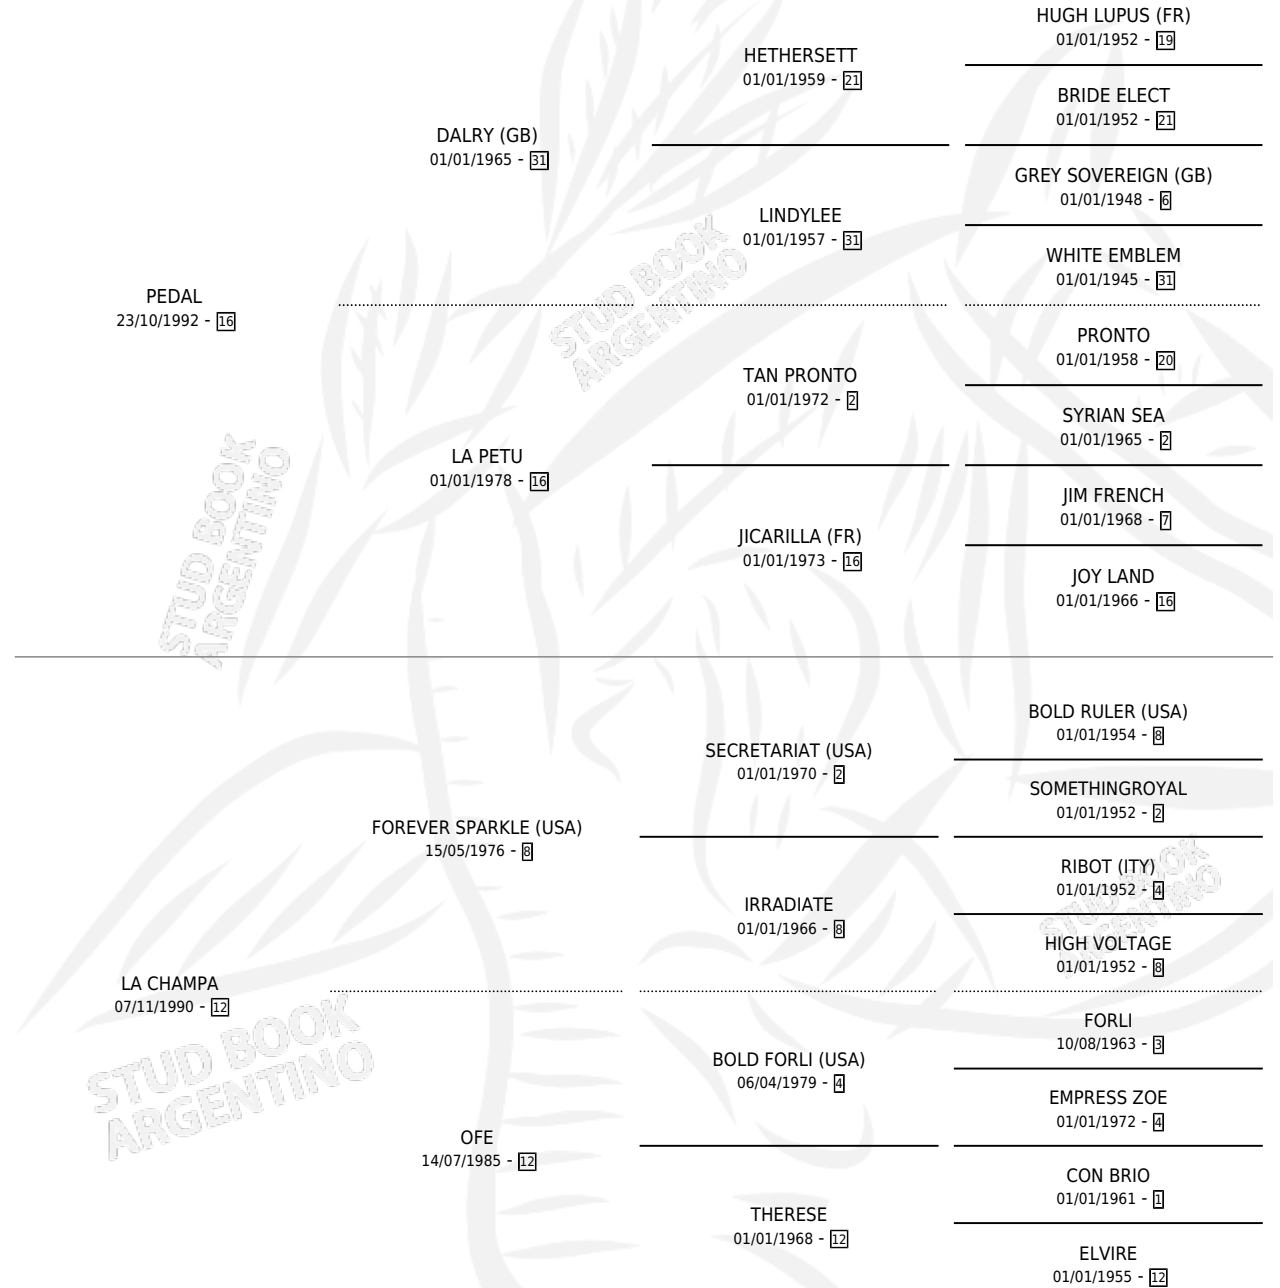 HUGH LUPUS (FR)
01/01/1952 - 19
HETHERSETT
01/01/1959 - 21
BRIDE ELECT
01/01/1952 - 21
DALRY (GB)
01/01/1965 - 31
GREY SOVEREIGN (GB)
01/01/1948 - 6
LINDYLEE
01/01/1957 - 31
WHITE EMBLEM
01/01/1945 - 31
PEDAL
23/10/1992 - 16
PRONTO
01/01/1958 - 20
TAN PRONTO
01/01/1972 - 2
SYRIAN SEA
01/01/1965 - 2
LA PETU
01/01/1978 - 16
JIM FRENCH
01/01/1968 - 7
JICARILLA (FR)
01/01/1973 - 16
JOY LAND
01/01/1966 - 16
STUD BOOK
ARGENTINO
STUD BOOK
ARGENTINO
BOLD RULER (USA)
01/01/1954 - 8
SECRETARIAT (USA)
01/01/1970 - 2
SOMETHINGROYAL
01/01/1952 - 2
FOREVER SPARKLE (USA)
15/05/1976 - 8
RIBOT (ITY)
01/01/1952 - 4
IRRADIATE
01/01/1966 - 8
HIGH VOLTAGE
01/01/1952 - 8
LA CHAMPA
07/11/1990 - 12
FORLI
10/08/1963 - 3
BOLD FORLI (USA)
06/04/1979 - 4
EMPRESS ZOE
01/01/1972 - 4
OFE
14/07/1985 - 12
CON BRIO
01/01/1961 - 1
THERESE
01/01/1968 - 12
ELVIRE
01/01/1955 - 12
STUD BOOK
ARGENTINO
STUD BOOK
ARGENTINO